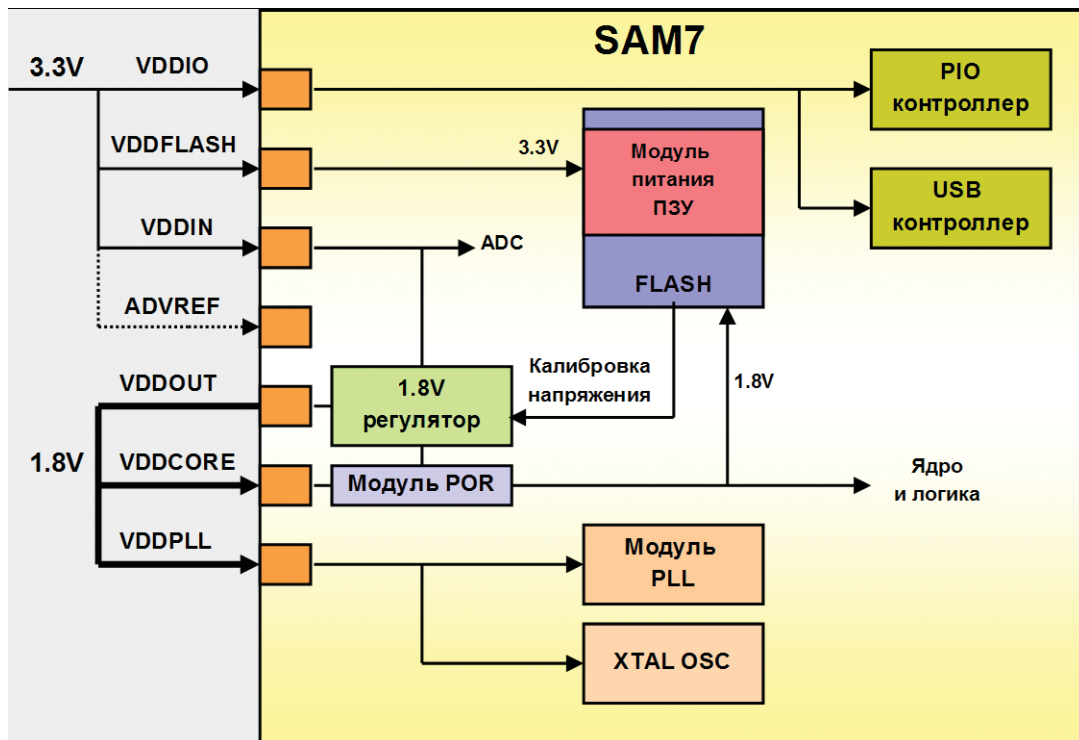 SAM7
3.3V
VDDIO
PIO
контроллер
VDDFLASH
3.3V
Модуль
питания
ПЗУ
USB
контроллер
VDDIN
ADC
FLASH
ADVREF
VDDOUT
1.8V
регулятор
Калибровка
напряжения
1.8V
1.8V
VDDCORE
Модуль POR
Ядро
и логика
VDDPLL
Модуль
PLL
XTAL OSC